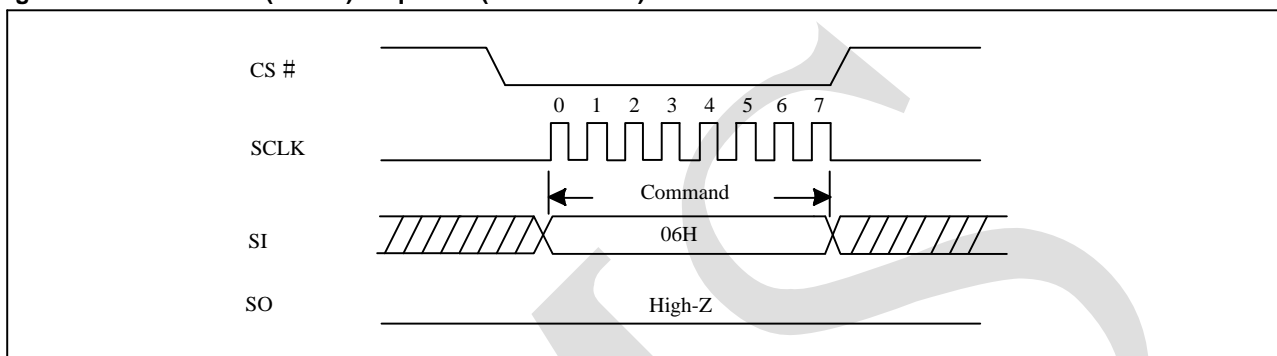 CS #
0 1 2 3 4 5 6 7
SCLK
Command
SI
06H
SO
High-Z